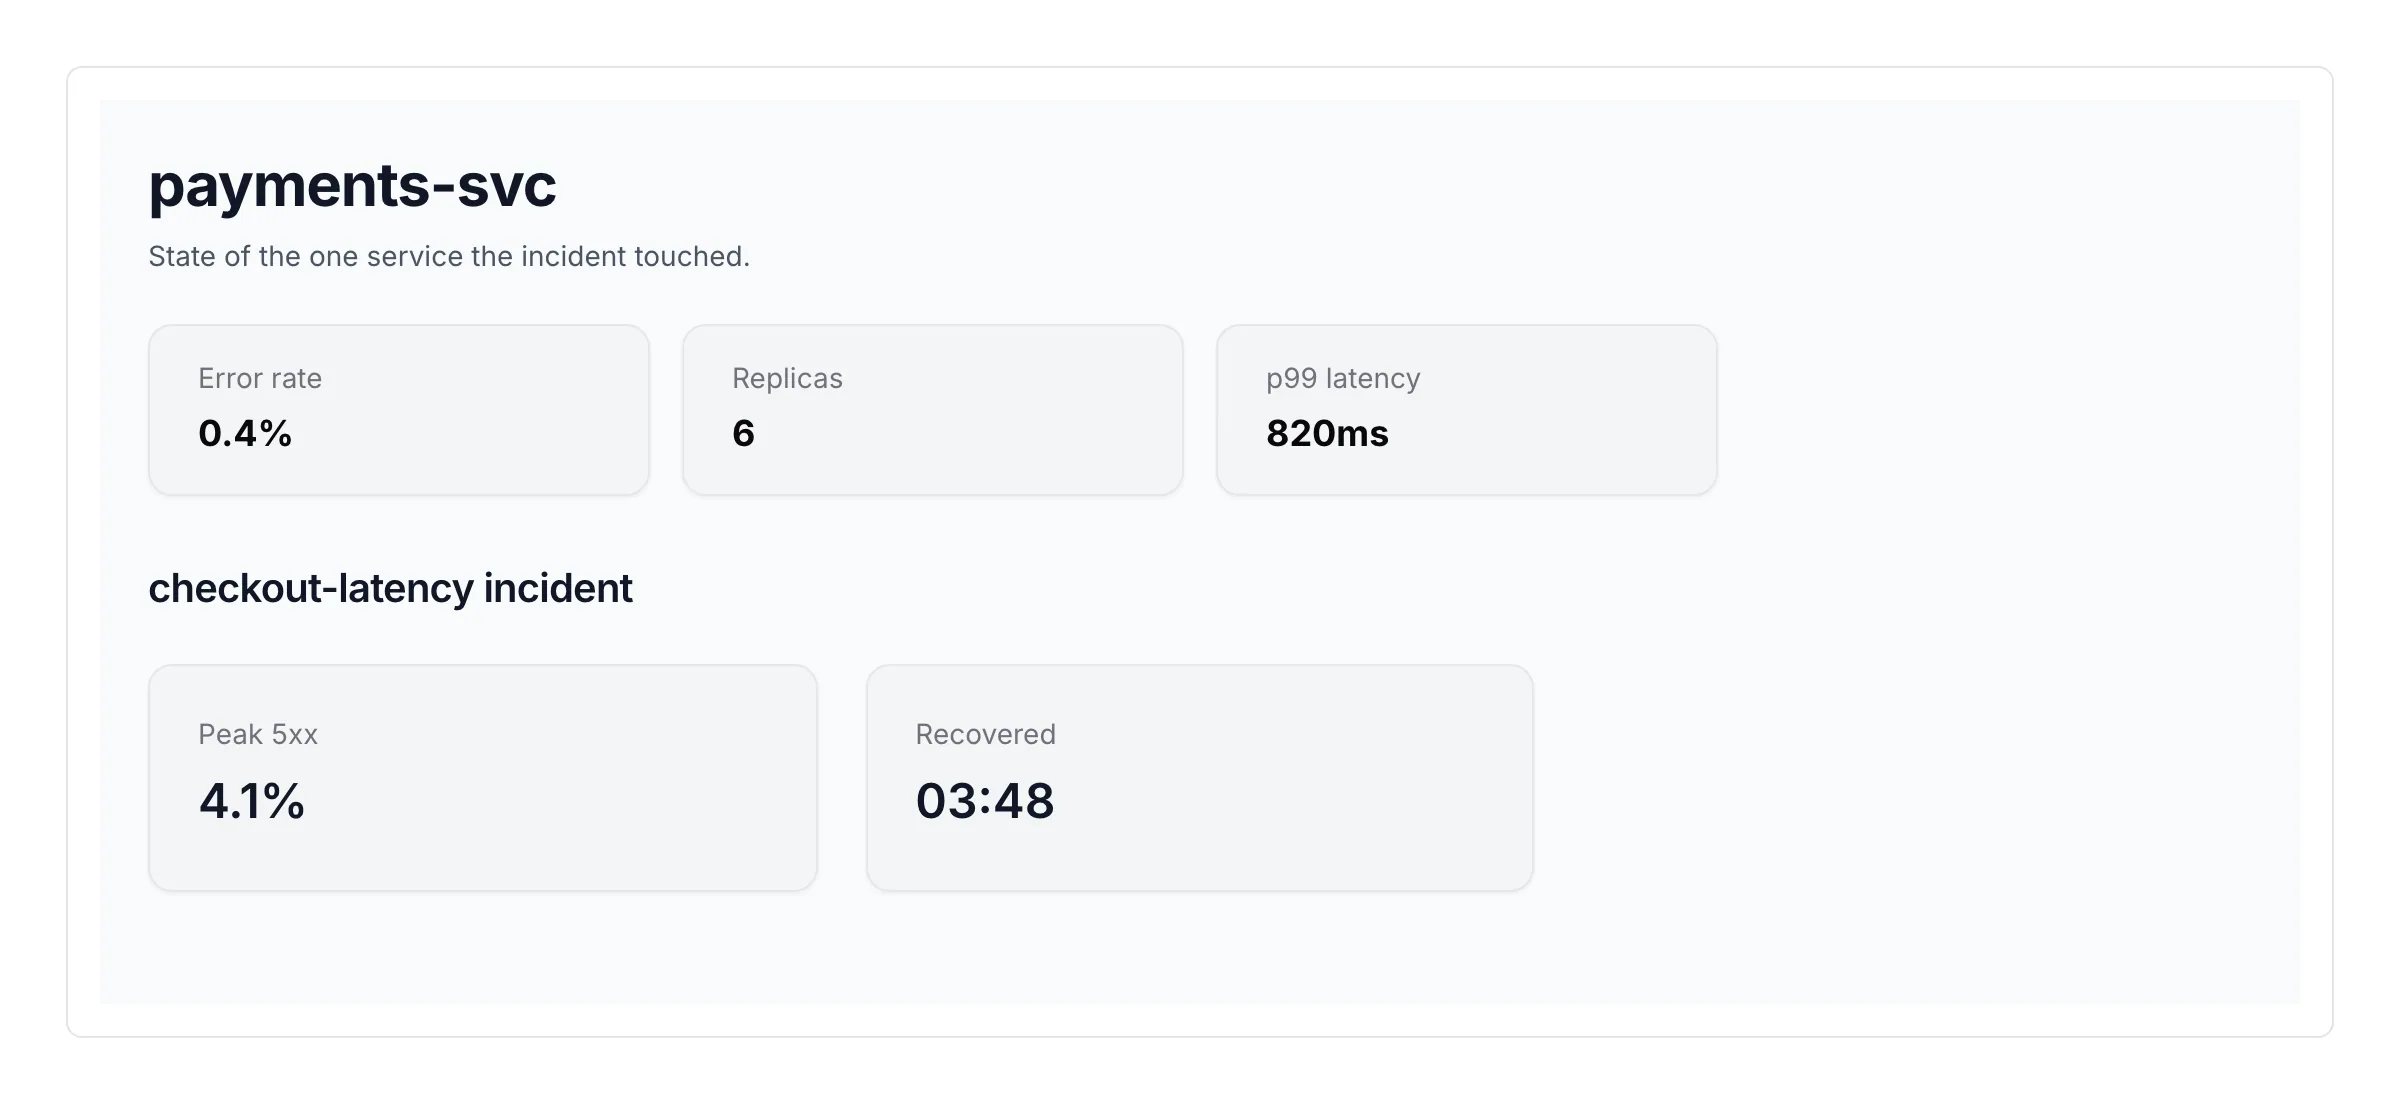 payments-svc
State of the one service the incident touched.
Error rate
0.4%
Replicas
6
p99 latency
820ms
checkout-latency incident
Peak 5xx
4.1%
Recovered
03:48